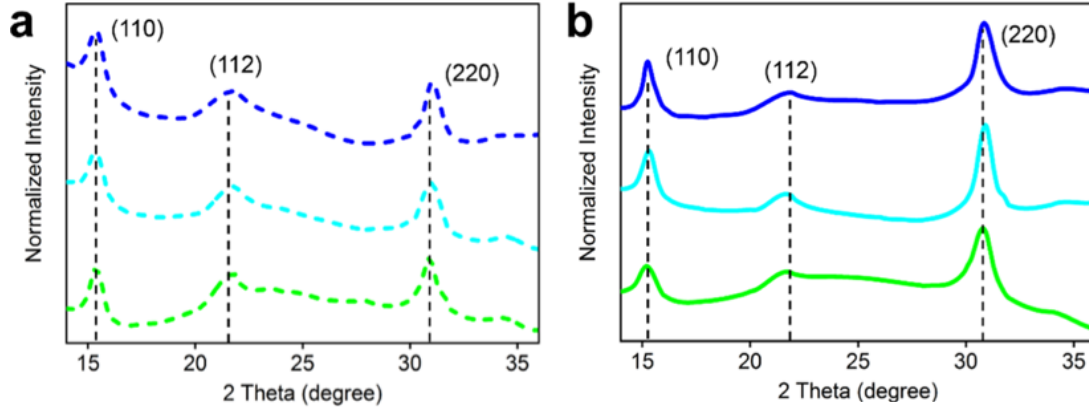 a
(110)
(112)
(220)
Normalized Intensity
15 20 25 30 35
2 Theta (degree)
b
(110)
(112)
(220)
Normalized Intensity
15 20 25 30 35
2 Theta (degree)